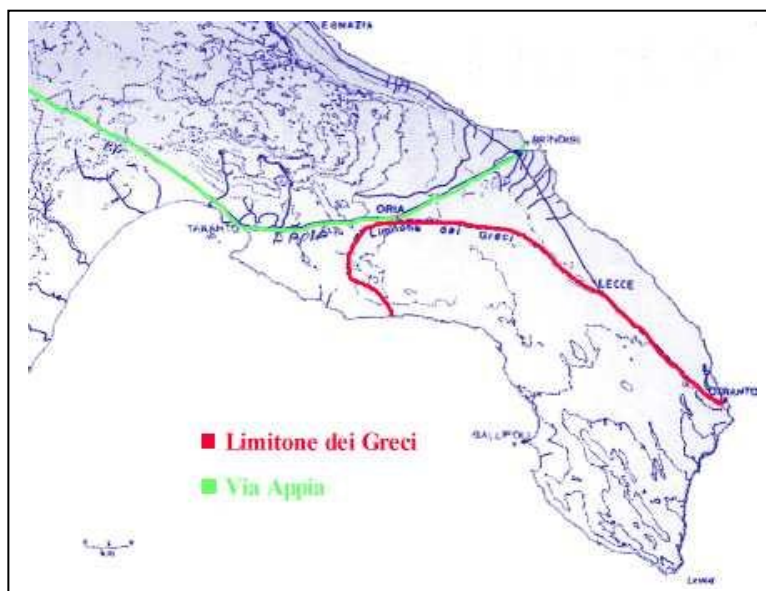 EGNAZIA
BRINDISI
ORIA
TARANTO
Limitone dei Greci
LECCE
OTRANTO
GALLIPOLI
Limitone dei Greci
Via Appia
Leuca